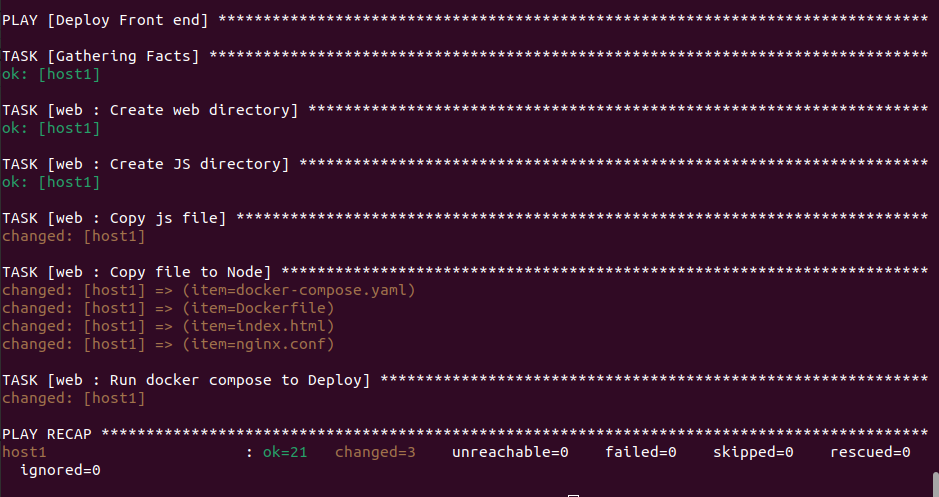 PLAY [Deploy Front end] *******************************************************************************
TASK [Gathering Facts] ********************************************************************************
ok: [host1]
TASK [web : Create web directory] *********************************************************************
ok: [host1]
TASK [web : Create JS directory] **********************************************************************
ok: [host1]
TASK [web : Copy js file] *****************************************************************************
changed: [host1]
TASK [web : Copy file to Node] ************************************************************************
changed: [host1] => (item=docker-compose.yaml)
changed: [host1] => (item=Dockerfile)
changed: [host1] => (item=index.html)
changed: [host1] => (item=nginx.conf)
TASK [web : Run docker compose to Deploy] *************************************************************
changed: [host1]
PLAY RECAP ********************************************************************************************
host1                      : ok=21   changed=3    unreachable=0    failed=0    skipped=0    rescued=0
  ignored=0